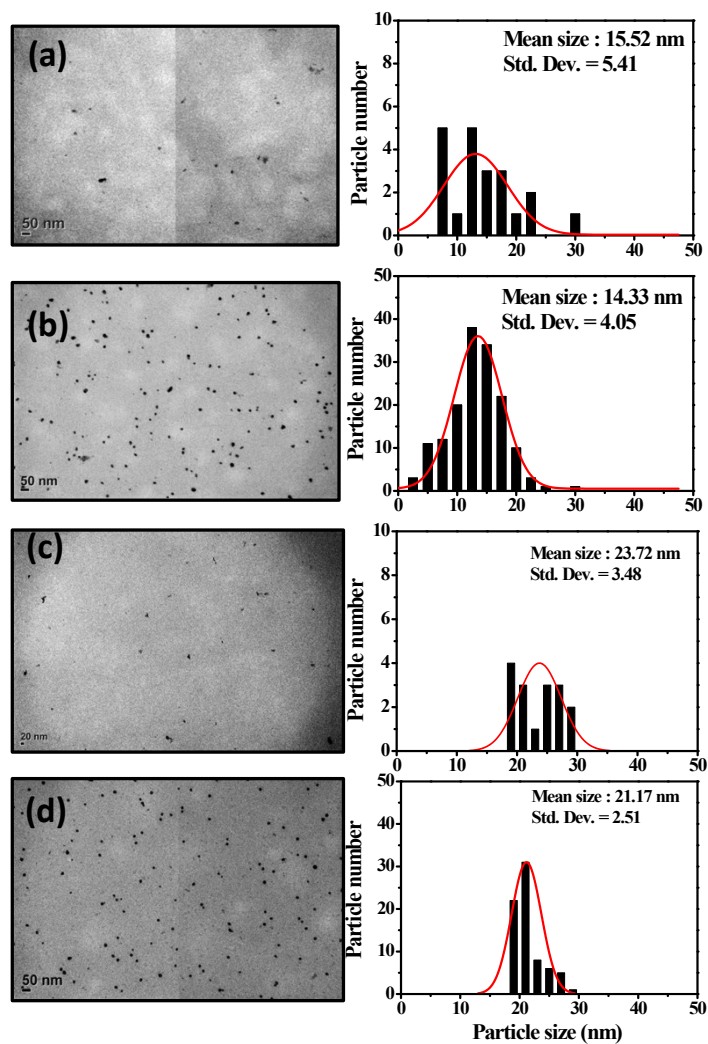 (a)
50 nm
Particle number
10
8
6
4
2
0
Mean size : 15.52 nm
Std. Dev. = 5.41
0 10 20 30 40 50
(b)
50 nm
Particle number
50
40
30
20
10
0
Mean size : 14.33 nm
Std. Dev. = 4.05
0 10 20 30 40 50
(c)
20 nm
Particle number
10
8
6
4
2
0
Mean size : 23.72 nm
Std. Dev. = 3.48
0 10 20 30 40 50
(d)
50 nm
Particle number
50
40
30
20
10
0
Mean size : 21.17 nm
Std. Dev. = 2.51
0 10 20 30 40 50
Particle size (nm)